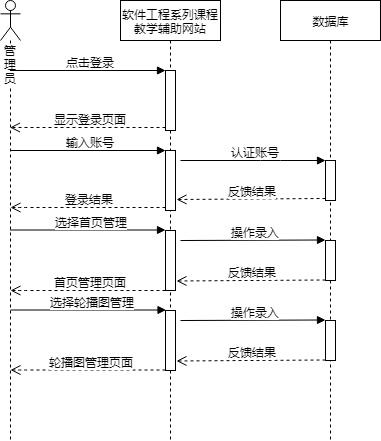 软件工程系列课程
教学辅助网站
数据库
管理员
点击登录
显示登录页面
输入账号
认证账号
反馈结果
登录结果
选择首页管理
操作录入
反馈结果
首页管理页面
选择轮播图管理
操作录入
反馈结果
轮播图管理页面